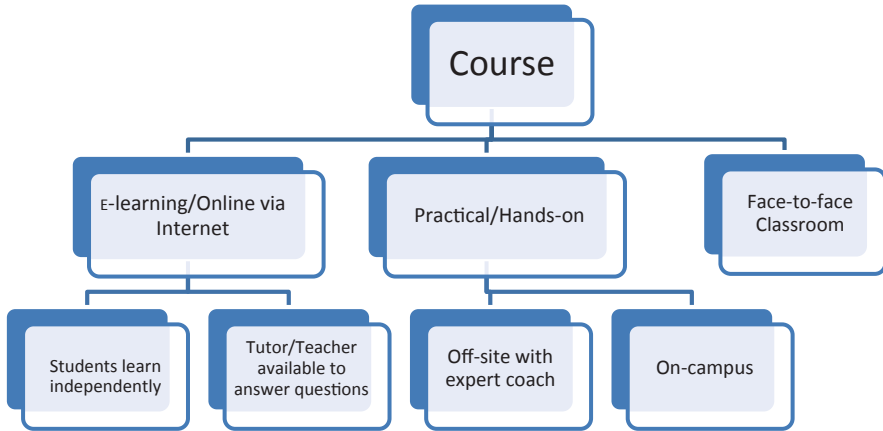 Course
E-learning/Online via
Internet
Practical/Hands-on
Face-to-face
Classroom
Students learn
independently
Tutor/Teacher
available to
answer questions
Off-site with
expert coach
On-campus